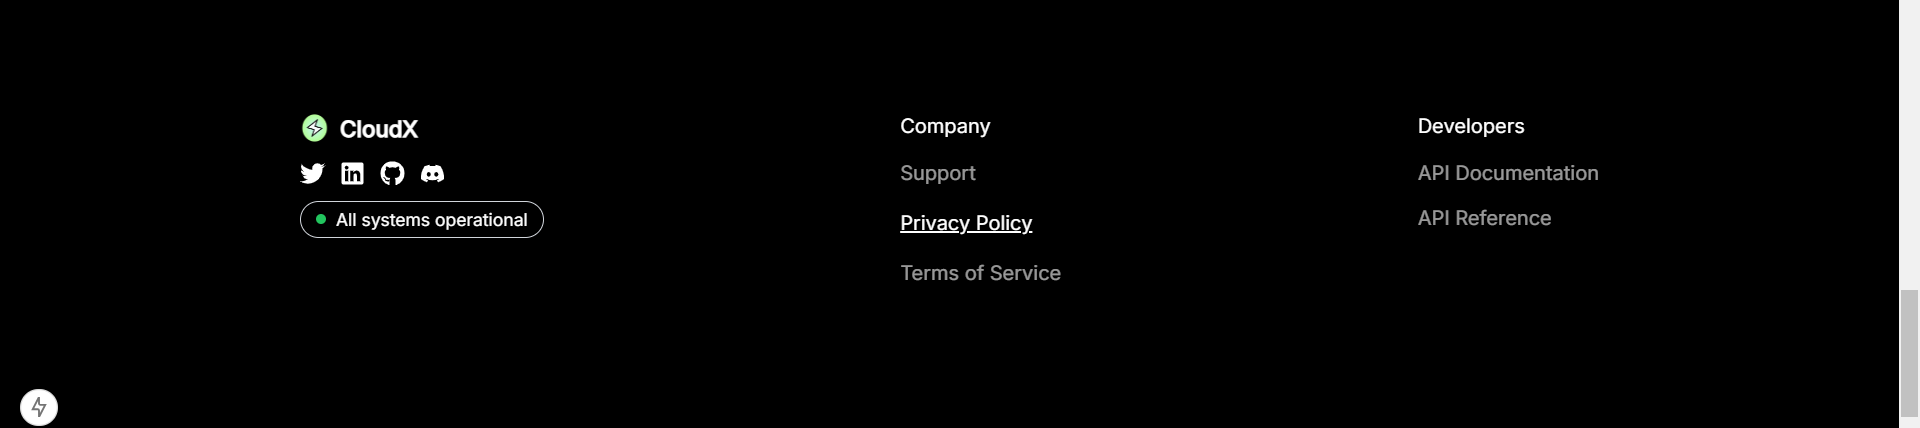 CloudX
All systems operational
Company
Support
Privacy Policy
Terms of Service
Developers
API Documentation
API Reference